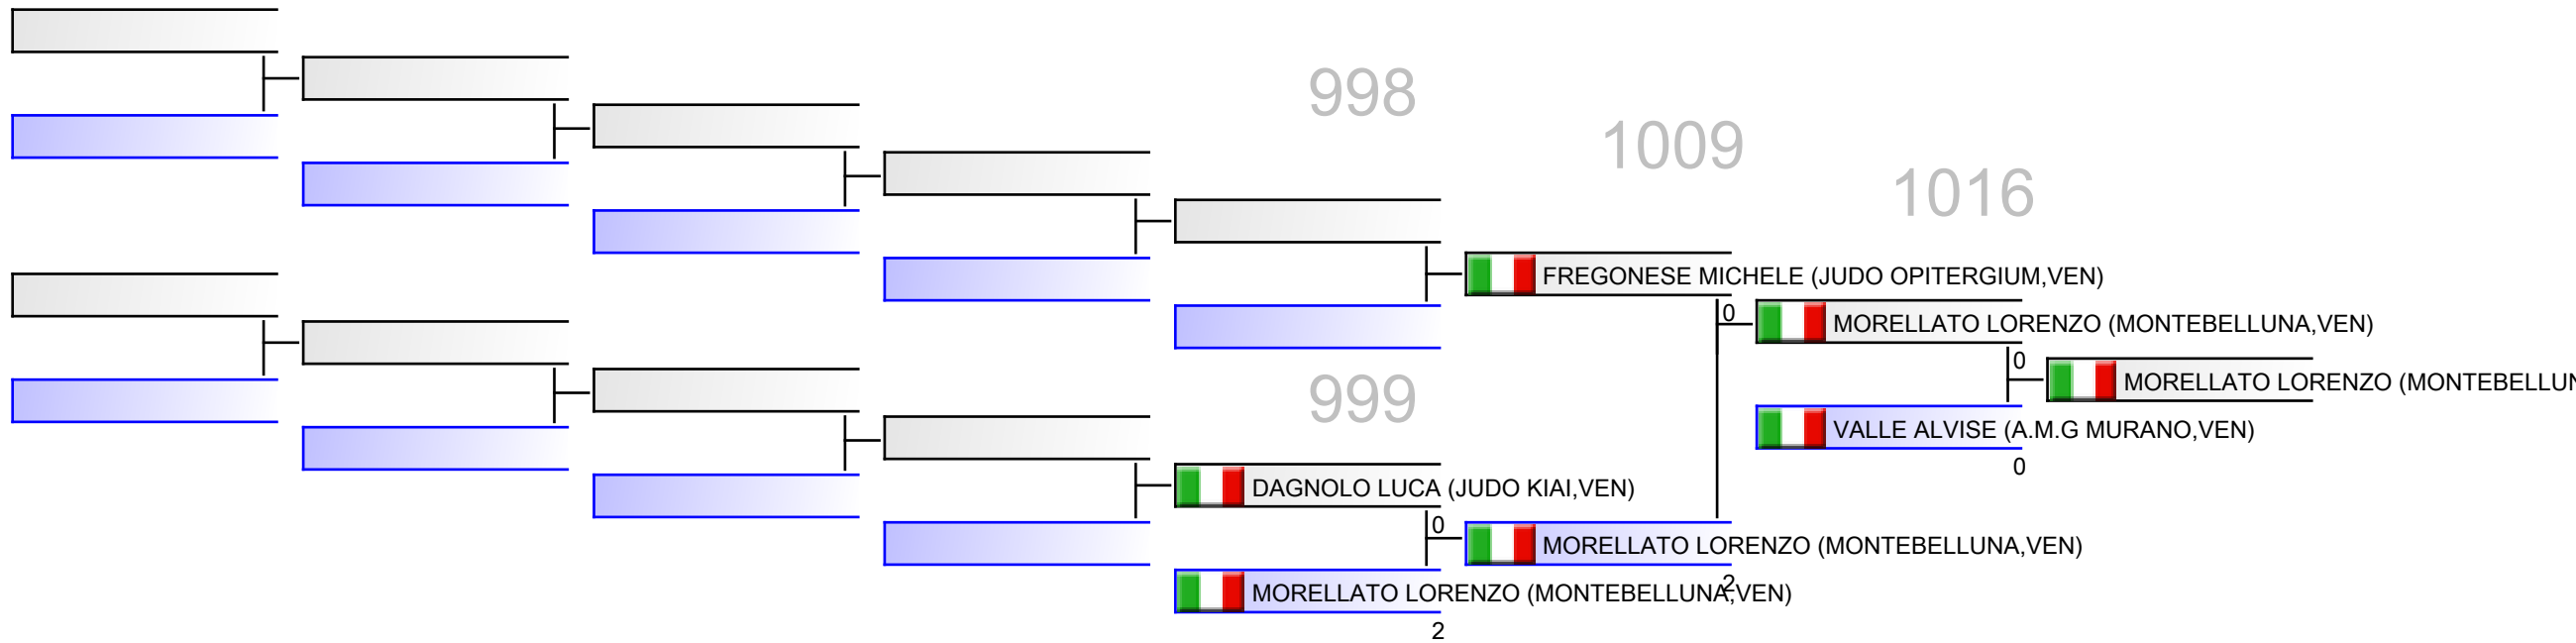 998
1009
1016
FREGONESE MICHELE (JUDO OPITERGIUM,VEN)
0
MORELLATO LORENZO (MONTEBELLUNA,VEN)
0
MORELLATO LORENZO (MONTEBELLUN
999
VALLE ALVISE (A.M.G MURANO,VEN)
0
DAGNOLO LUCA (JUDO KIAI,VEN)
0
MORELLATO LORENZO (MONTEBELLUNA,VEN)
2
MORELLATO LORENZO (MONTEBELLUNA,VEN)
2